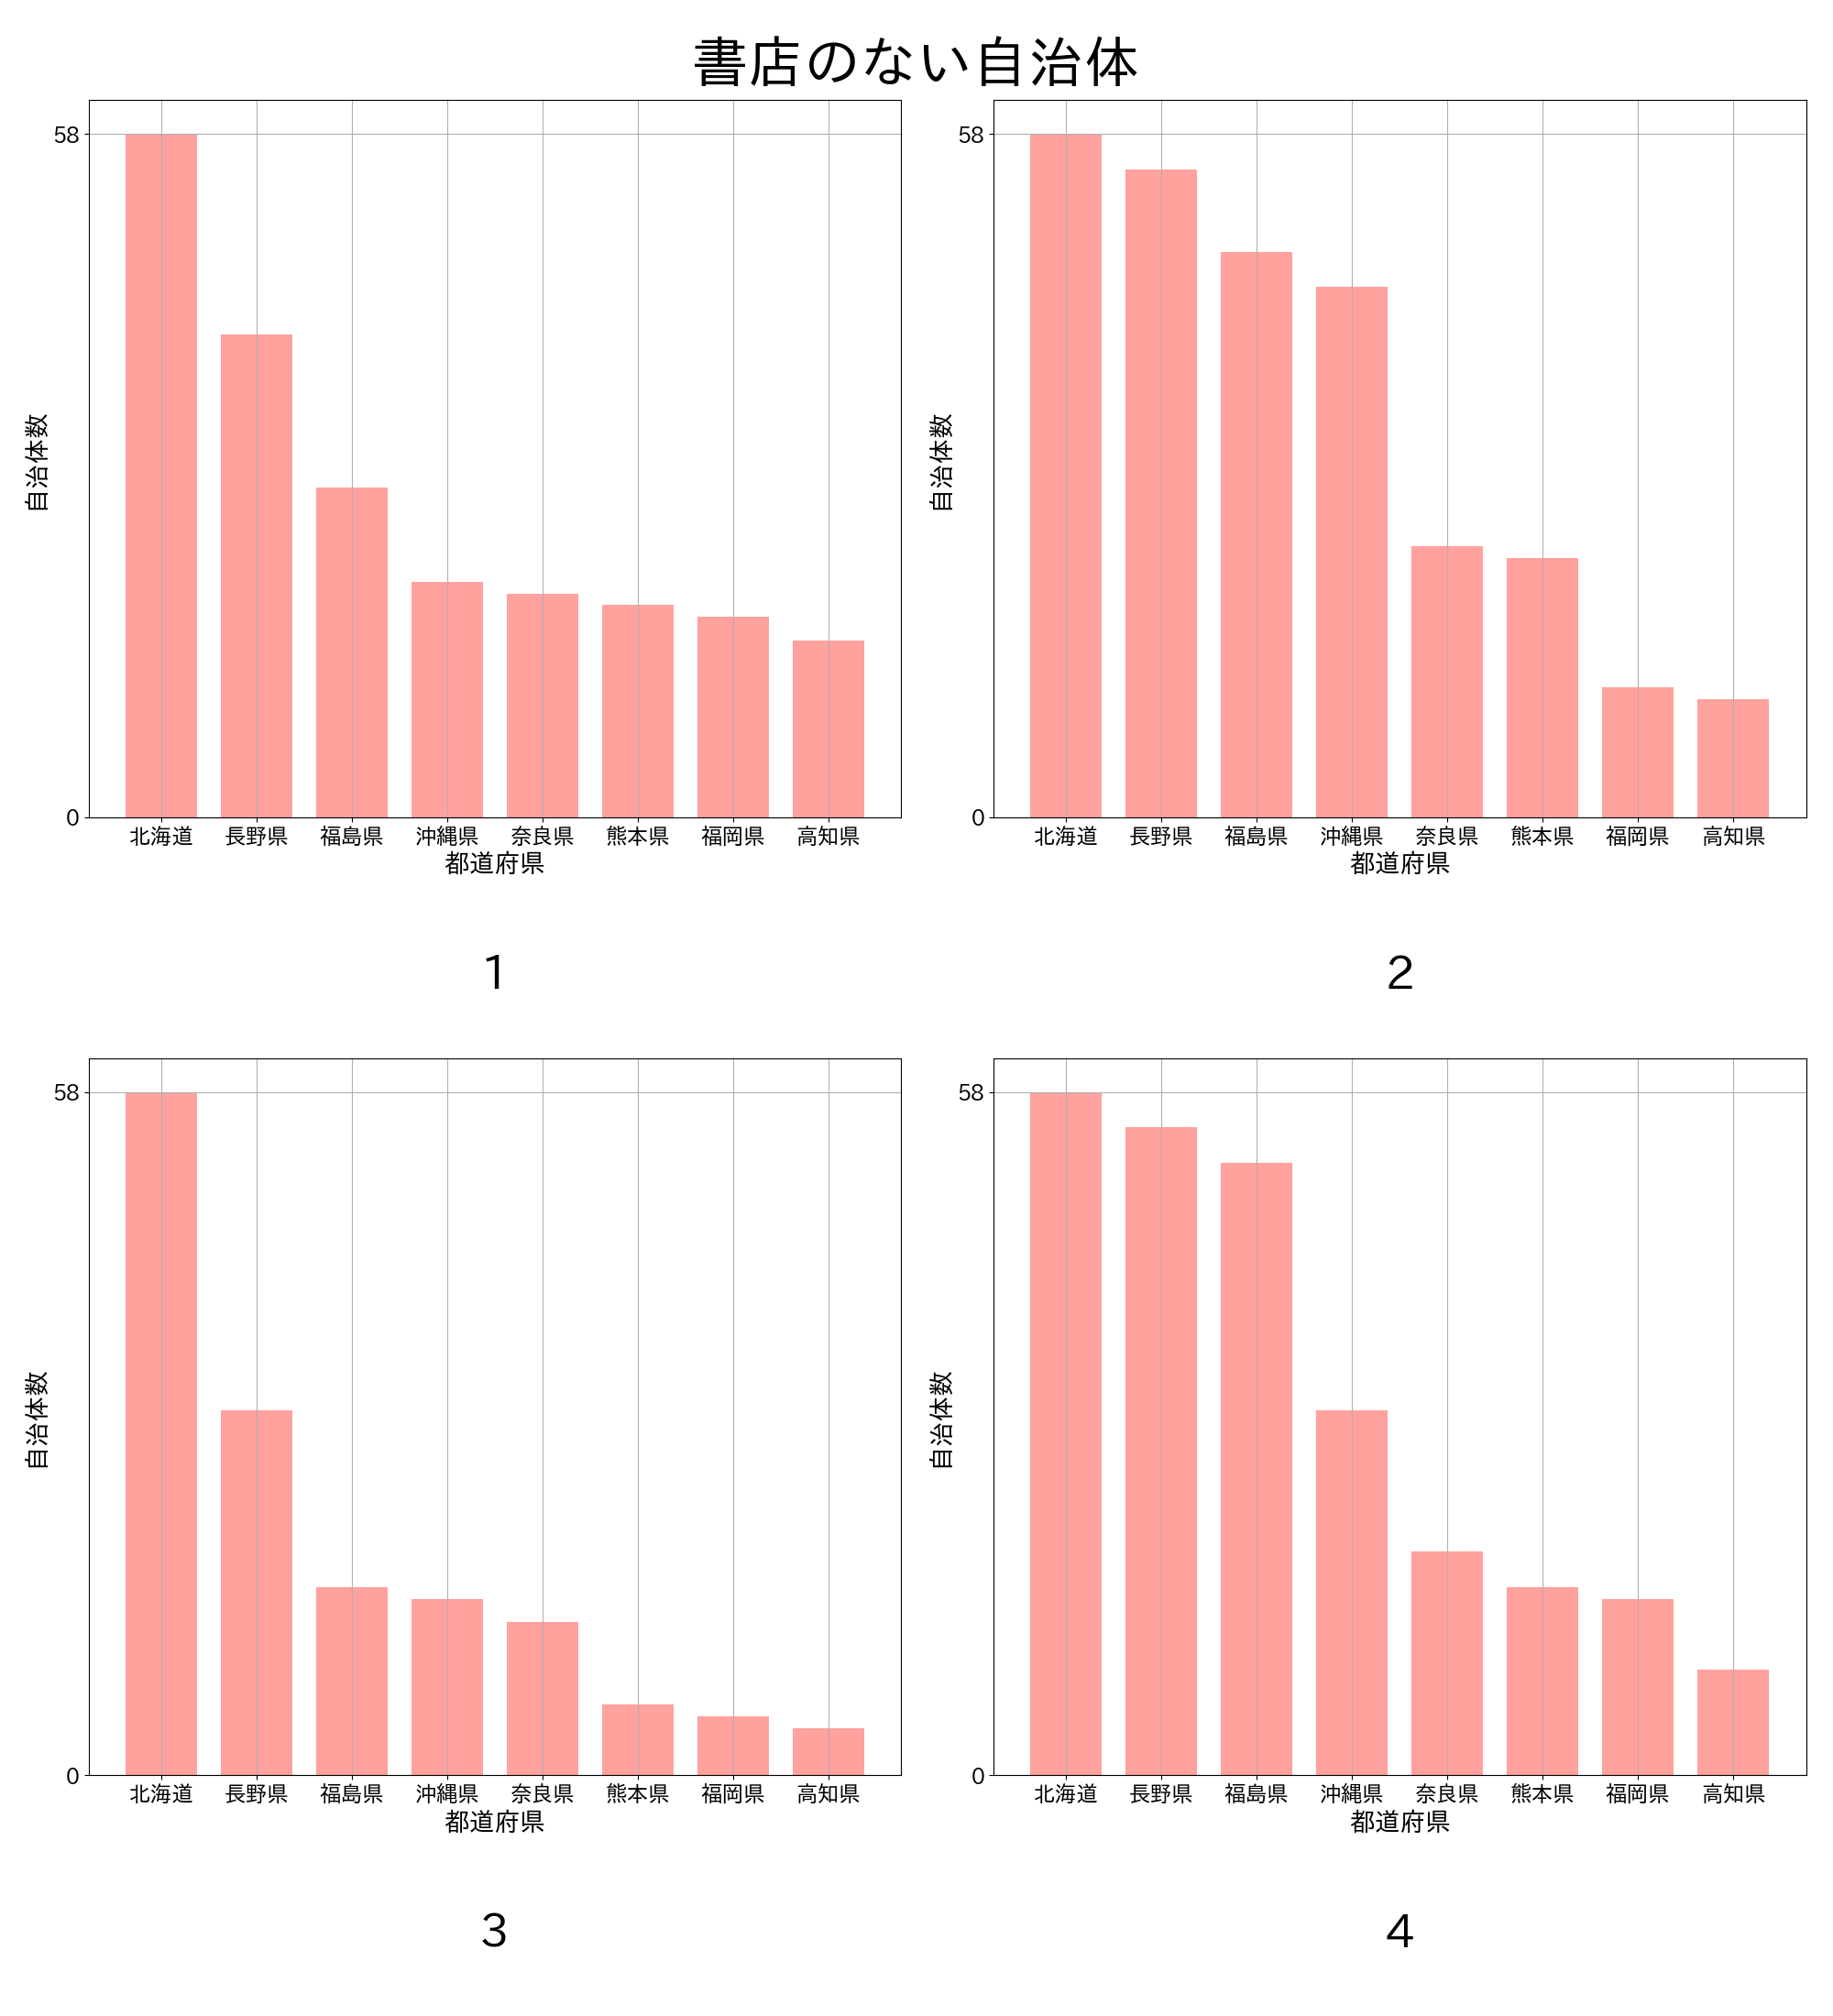 書店のない自治体
58
0
自治体数
北海道 長野県 福島県 沖縄県 奈良県 熊本県 福岡県 高知県
都道府県
1
58
0
自治体数
北海道 長野県 福島県 沖縄県 奈良県 熊本県 福岡県 高知県
都道府県
2
58
0
自治体数
北海道 長野県 福島県 沖縄県 奈良県 熊本県 福岡県 高知県
都道府県
3
58
0
自治体数
北海道 長野県 福島県 沖縄県 奈良県 熊本県 福岡県 高知県
都道府県
4